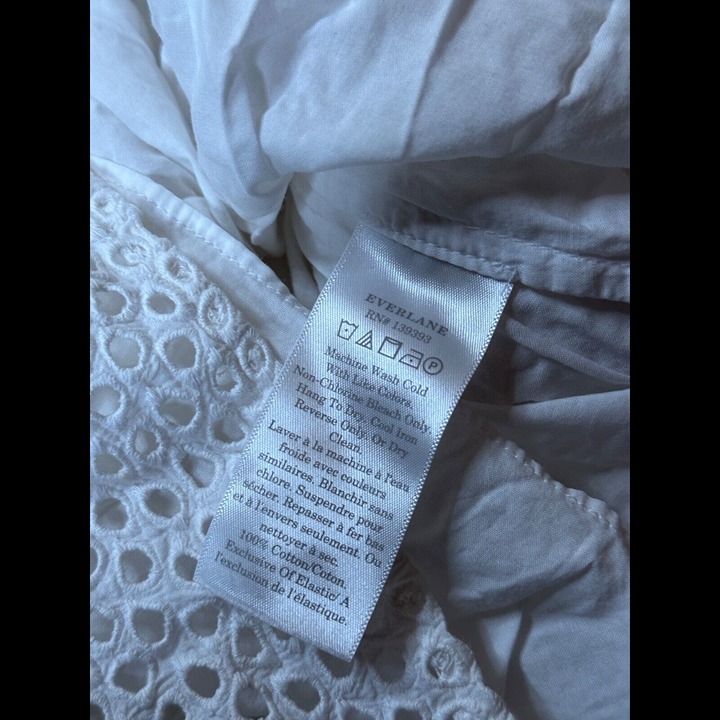 EVERLANE
RN# 139393
P
Machine Wash Cold
With Like Colors.
Non-Chlorine Bleach Only.
Hang To Dry. Cool Iron
Reverse Only. Or Dry
Clean.
Laver à la machine à l'eau
froide avec couleurs
similaires. Blanchir sans
chlore. Suspendre pour
sécher. Repasser à fer bas
et à l'envers seulement. Ou
nettoyer à sec.
100% Cotton/Coton.
Exclusive Of Elastic/ A
l'exclusion de l'élastique.